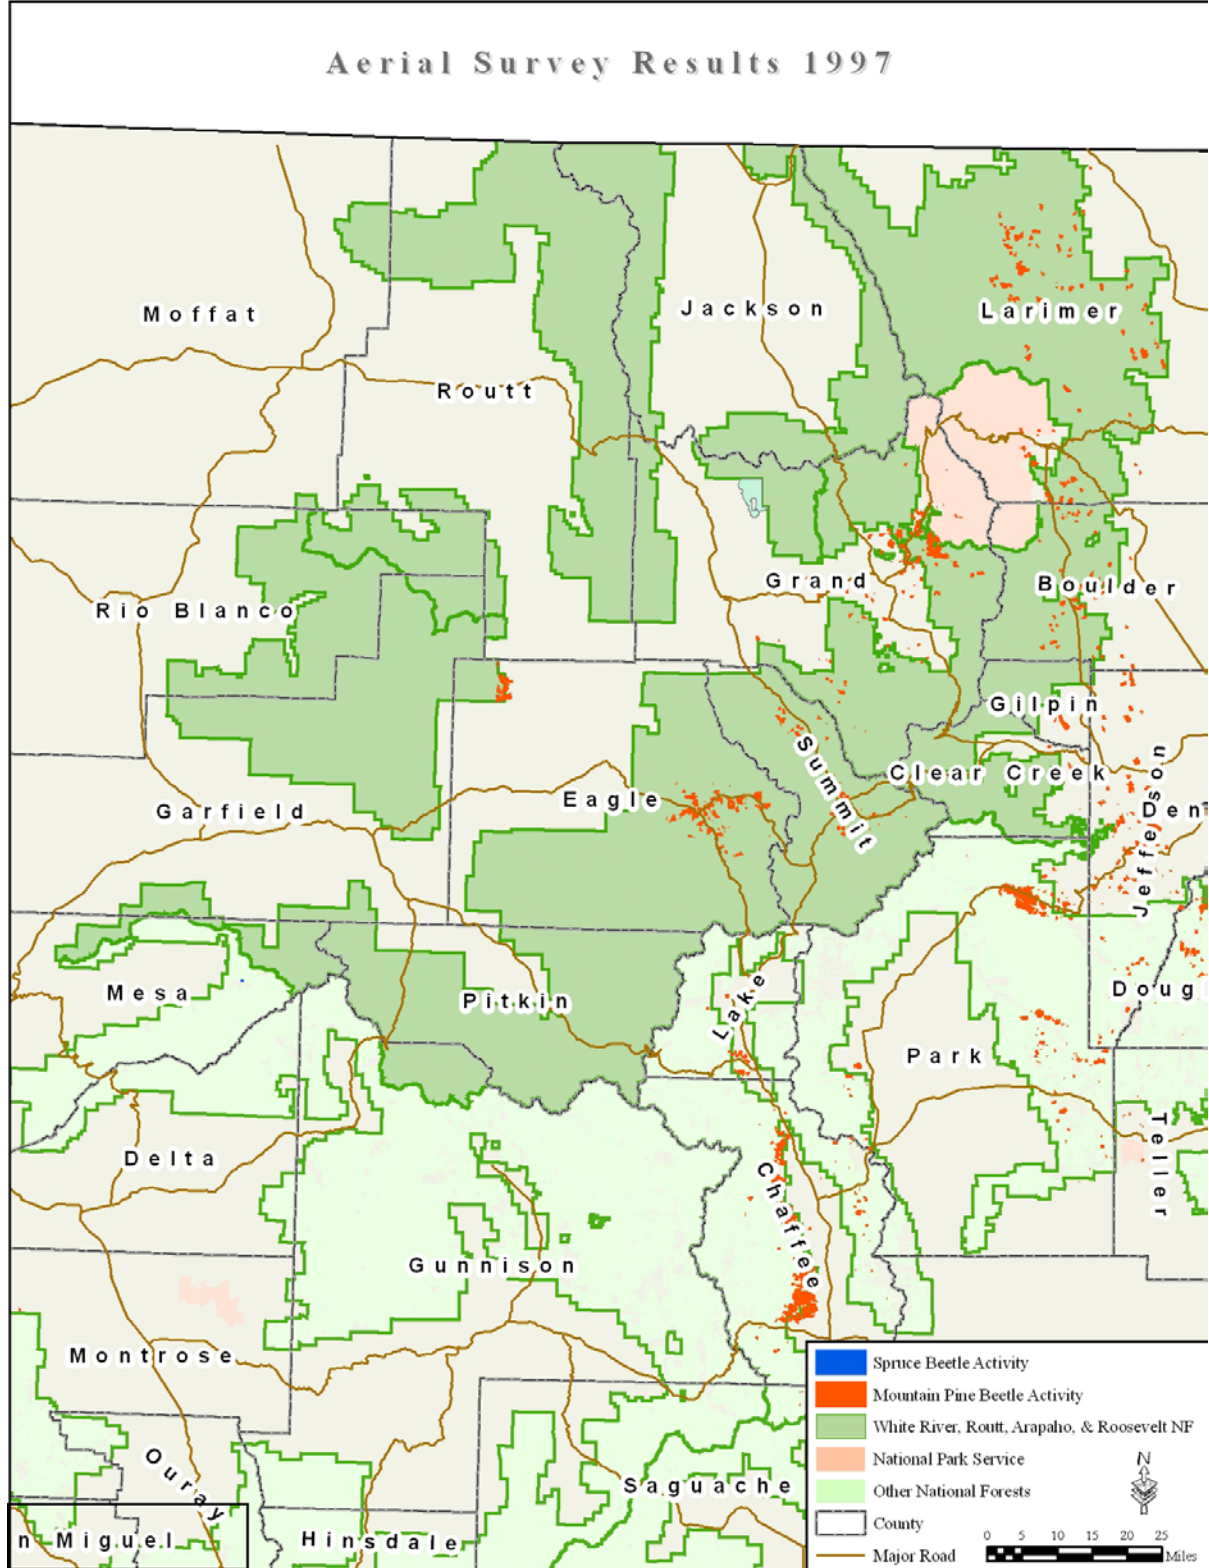 Aerial Survey Results 1997
Moffat
Jackson
Larimer
Routt
Rio Blanco
Grand
Boulder
Gilpin
Summit
Clear Creek
Eagle
Garfield
Jefferson
Den
Mesa
Pitkin
Lake
Doug
Park
Delta
Teller
Chaffee
Gunnison
Montrose
Ouray
Saguache
n Miguel
Hinsdale
Spruce Beetle Activity
Mountain Pine Beetle Activity
White River, Routt, Arapaho, & Roosevelt NF
National Park Service
Other National Forests
County
Major Road
N
0 5 10 15 20 25
Miles